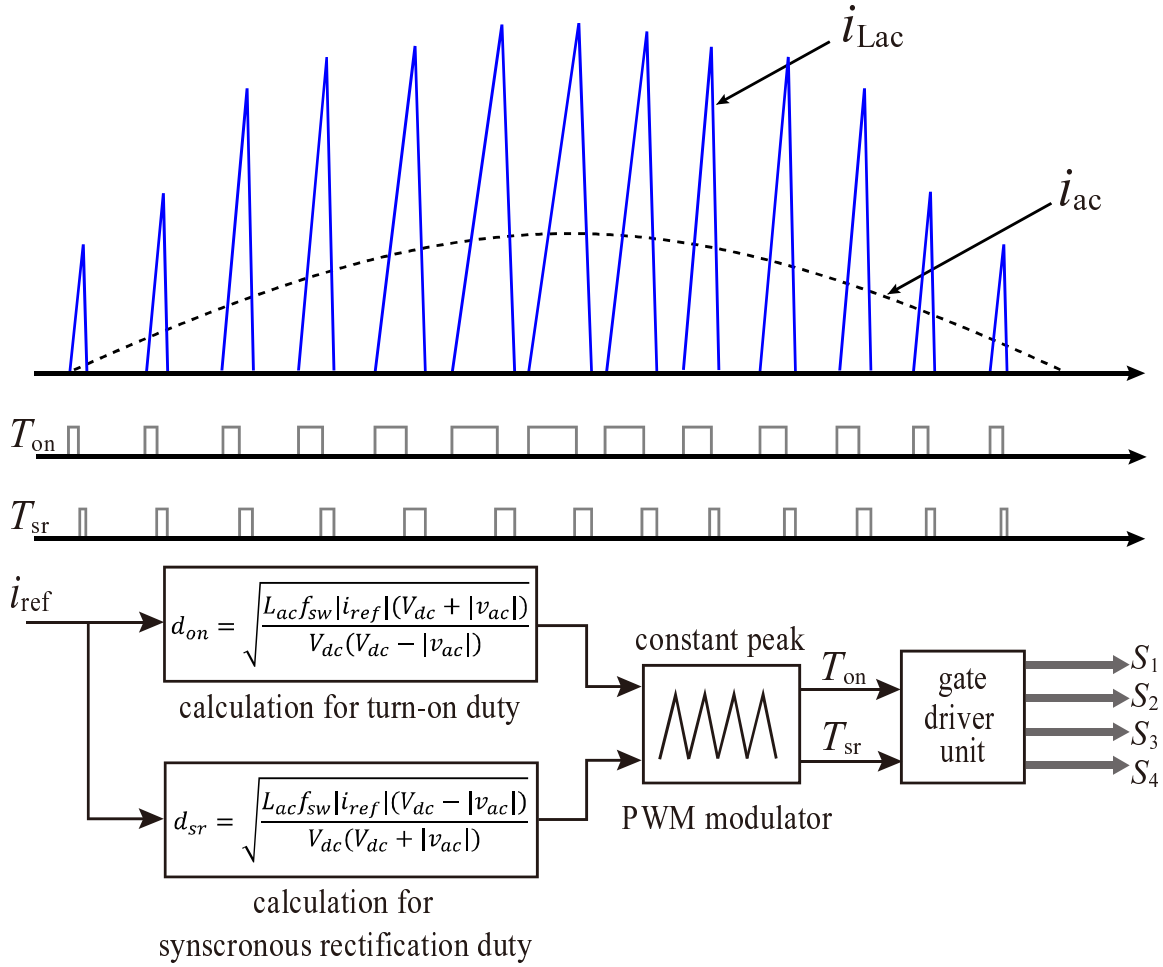 i_Lac
i_ac
T_on
T_sr
i_ref
d_on = √(L_ac f_sw |i_ref| (V_dc + |v_ac|) / V_dc (V_dc − |v_ac|))
calculation for turn-on duty
d_sr = √(L_ac f_sw |i_ref| (V_dc − |v_ac|) / V_dc (V_dc + |v_ac|))
calculation for
synscronous rectification duty
constant peak
PWM modulator
T_on
T_sr
gate
driver
unit
S_1
S_2
S_3
S_4